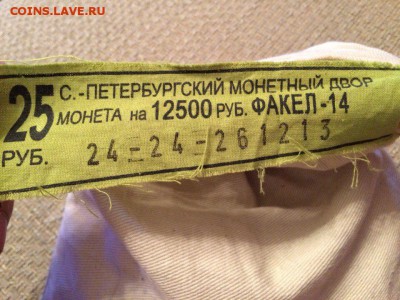 COINS.LAVE.RU
25 РУБ.
С.-ПЕТЕРБУРГСКИЙ МОНЕТНЫЙ ДВОР
МОНЕТА на 12500 РУБ. ФАКЕЛ -14
24-24-261213